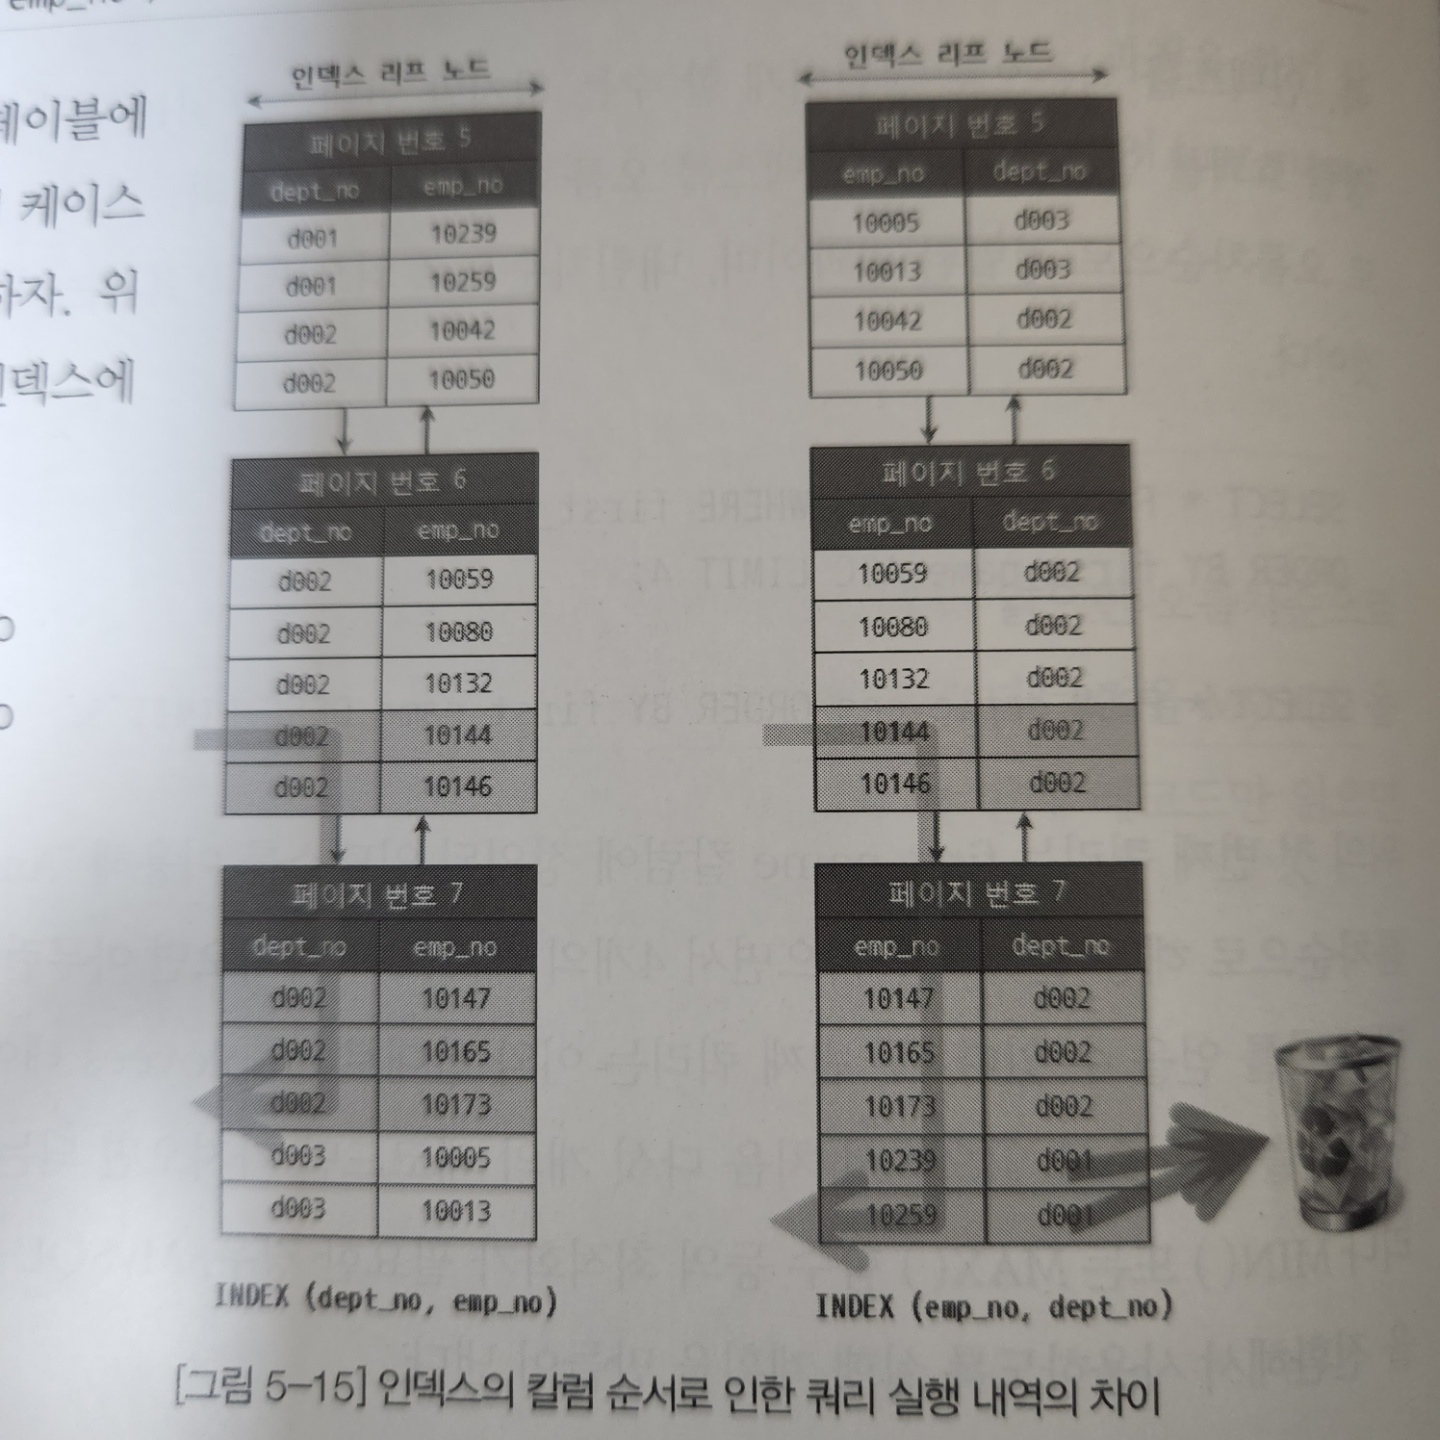 테이블에
케이스
하자. 위
인덱스에
인덱스 리프 노드
페이지 번호 5
dept_no emp_no
d001 10239
d001 10259
d002 10042
d002 10050
페이지 번호 6
dept_no emp_no
d002 10059
d002 10080
d002 10132
d002 10144
d002 10146
페이지 번호 7
dept_no emp_no
d002 10147
d002 10165
d002 10173
d003 10005
d003 10013
INDEX (dept_no, emp_no)
인덱스 리프 노드
페이지 번호 5
emp_no dept_no
10005 d003
10013 d003
10042 d002
10050 d002
페이지 번호 6
emp_no dept_no
10059 d002
10080 d002
10132 d002
10144 d002
10146 d002
페이지 번호 7
emp_no dept_no
10147 d002
10165 d002
10173 d002
10239 d001
10259 d001
INDEX (emp_no, dept_no)
[그림 5-15] 인덱스의 칼럼 순서로 인한 쿼리 실행 내역의 차이